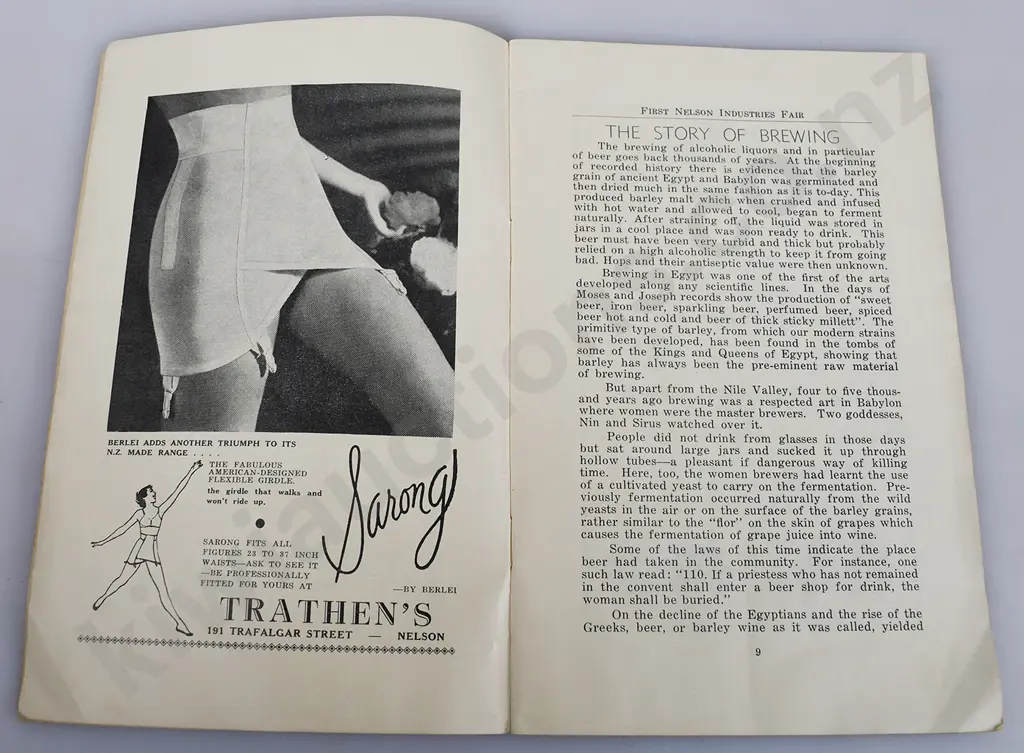 BERLEI ADDS ANOTHER TRIUMPH TO ITS
N.Z. MADE RANGE . . . .
THE FABULOUS
AMERICAN-DESIGNED
FLEXIBLE GIRDLE.
the girdle that walks and
won't ride up.
Sarong
SARONG FITS ALL
FIGURES 23 TO 37 INCH
WAISTS—ASK TO SEE IT
—BE PROFESSIONALLY
FITTED FOR YOURS AT
—BY BERLEI
TRATHEN'S
191 TRAFALGAR STREET — NELSON
FIRST NELSON INDUSTRIES FAIR
THE STORY OF BREWING
The brewing of alcoholic liquors and in particular
of beer goes back thousands of years. At the beginning
of recorded history there is evidence that the barley
grain of ancient Egypt and Babylon was germinated and
then dried much in the same fashion as it is to-day. This
produced barley malt which when crushed and infused
with hot water and allowed to cool, began to ferment
naturally. After straining off, the liquid was stored in
jars in a cool place and was soon ready to drink. This
beer must have been very turbid and thick but probably
relied on a high alcoholic strength to keep it from going
bad. Hops and their antiseptic value were then unknown.
Brewing in Egypt was one of the first of the arts
developed along any scientific lines. In the days of
Moses and Joseph records show the production of "sweet
beer, iron beer, sparkling beer, perfumed beer, spiced
beer hot and cold and beer of thick sticky millett". The
primitive type of barley, from which our modern strains
have been developed, has been found in the tombs of
some of the Kings and Queens of Egypt, showing that
barley has always been the pre-eminent raw material
of brewing.
But apart from the Nile Valley, four to five thous-
and years ago brewing was a respected art in Babylon
where women were the master brewers. Two goddesses,
Nin and Sirus watched over it.
People did not drink from glasses in those days
but sat around large jars and sucked it up through
hollow tubes—a pleasant if dangerous way of killing
time. Here, too, the women brewers had learnt the use
of a cultivated yeast to carry on the fermentation. Pre-
viously fermentation occurred naturally from the wild
yeasts in the air or on the surface of the barley grains,
rather similar to the "flor" on the skin of grapes which
causes the fermentation of grape juice into wine.
Some of the laws of this time indicate the place
beer had taken in the community. For instance, one
such law read: "110. If a priestess who has not remained
in the convent shall enter a beer shop for drink, the
woman shall be buried."
On the decline of the Egyptians and the rise of the
Greeks, beer, or barley wine as it was called, yielded
9